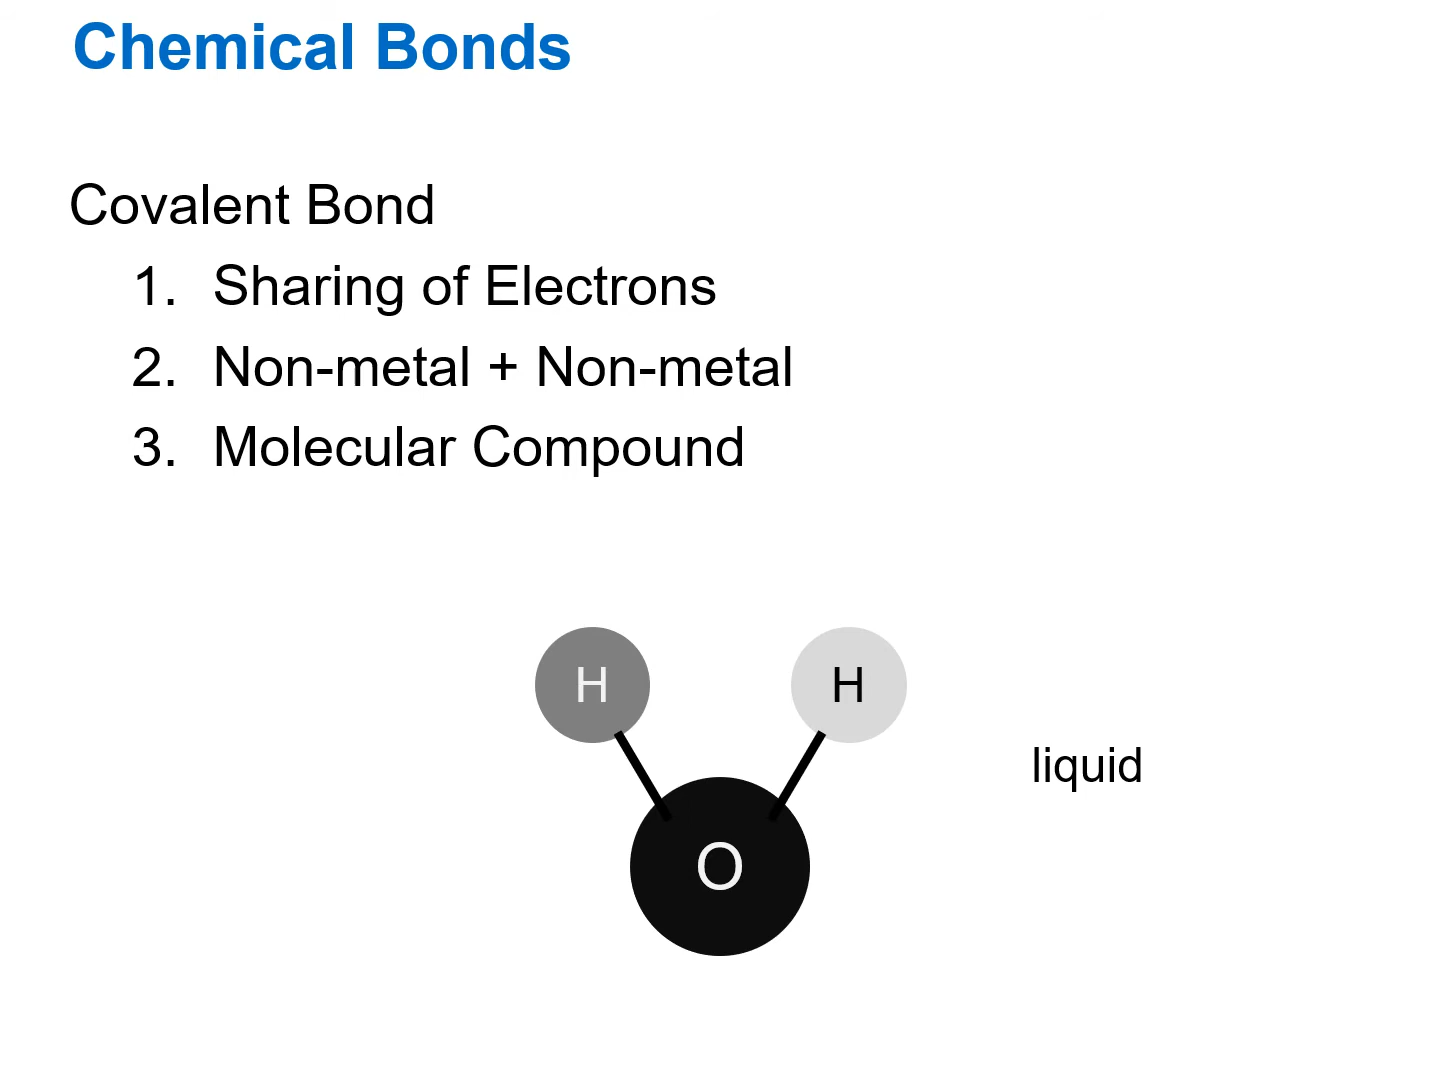 Chemical Bonds
Covalent Bond
1. Sharing of Electrons
2. Non-metal + Non-metal
3. Molecular Compound
H H
liquid
O